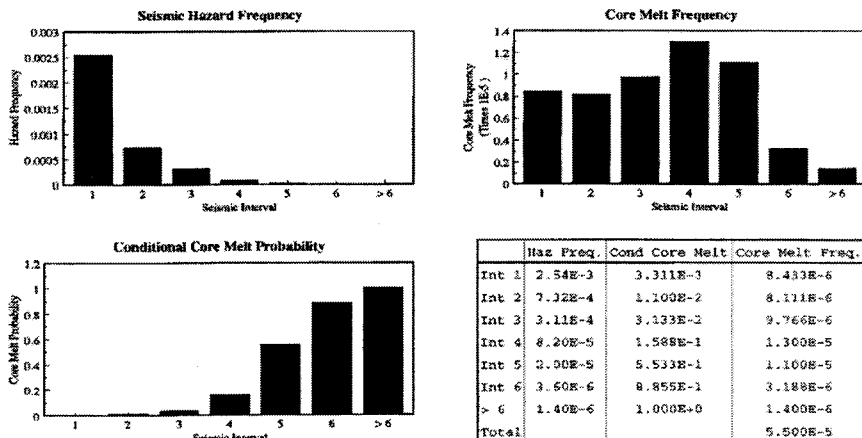 Seismic Hazard Frequency
0.003
0.0025
0.002
0.0015
0.001
0.0005
0
Hazard Frequency
1 2 3 4 5 6 >6
Seismic Interval
Core Melt Frequency
1.4
1.2
1
0.8
0.6
0.4
0.2
0
Core Melt Frequency
(Times 1E-5)
1 2 3 4 5 6 >6
Seismic Interval
Conditional Core Melt Probability
1.2
1
0.8
0.6
0.4
0.2
0
Core Melt Probability
1 2 3 4 5 6 >6
Seismic Interval
Haz Freq. Cond Core Melt Core Melt Freq.
Int 1 2.54E-3 3.311E-3 8.433E-6
Int 2 7.32E-4 1.100E-2 8.111E-6
Int 3 3.11E-4 3.133E-2 9.766E-6
Int 4 8.20E-5 1.588E-1 1.300E-5
Int 5 2.00E-5 5.533E-1 1.100E-5
Int 6 3.60E-6 8.855E-1 3.188E-6
> 6 1.40E-6 1.000E+0 1.400E-6
Total 5.500E-5